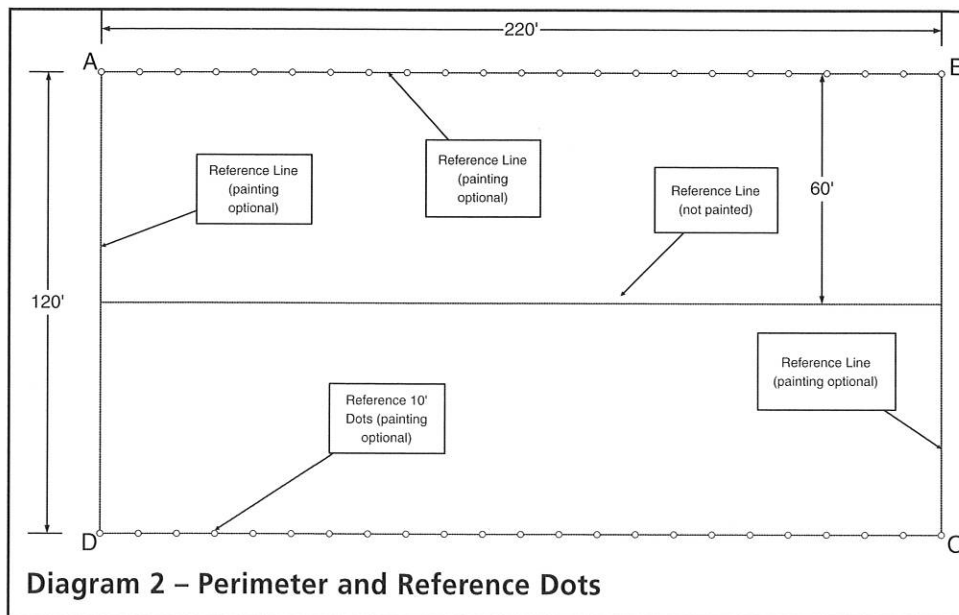 220'
A
B
Reference Line
(painting
optional)
Reference Line
(painting
optional)
Reference Line
(not painted)
60'
120'
Reference Line
(painting optional)
Reference 10'
Dots (painting
optional)
D
C
Diagram 2 – Perimeter and Reference Dots